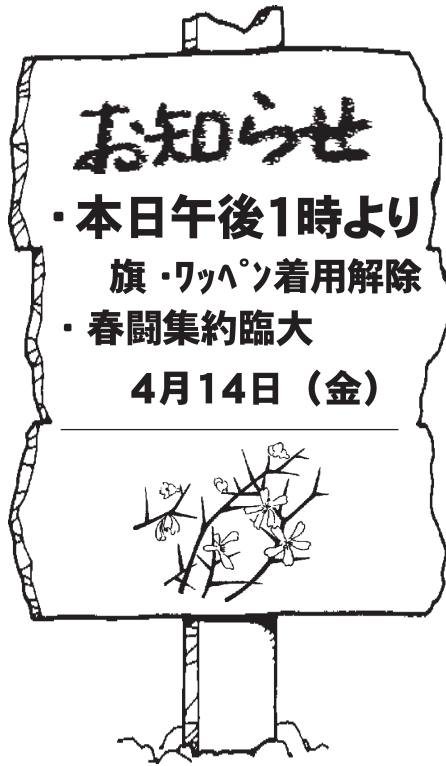 お知らせ
・本日午後1時より
旗・ワッペン着用解除
・春闘集約臨大
4月14日（金）